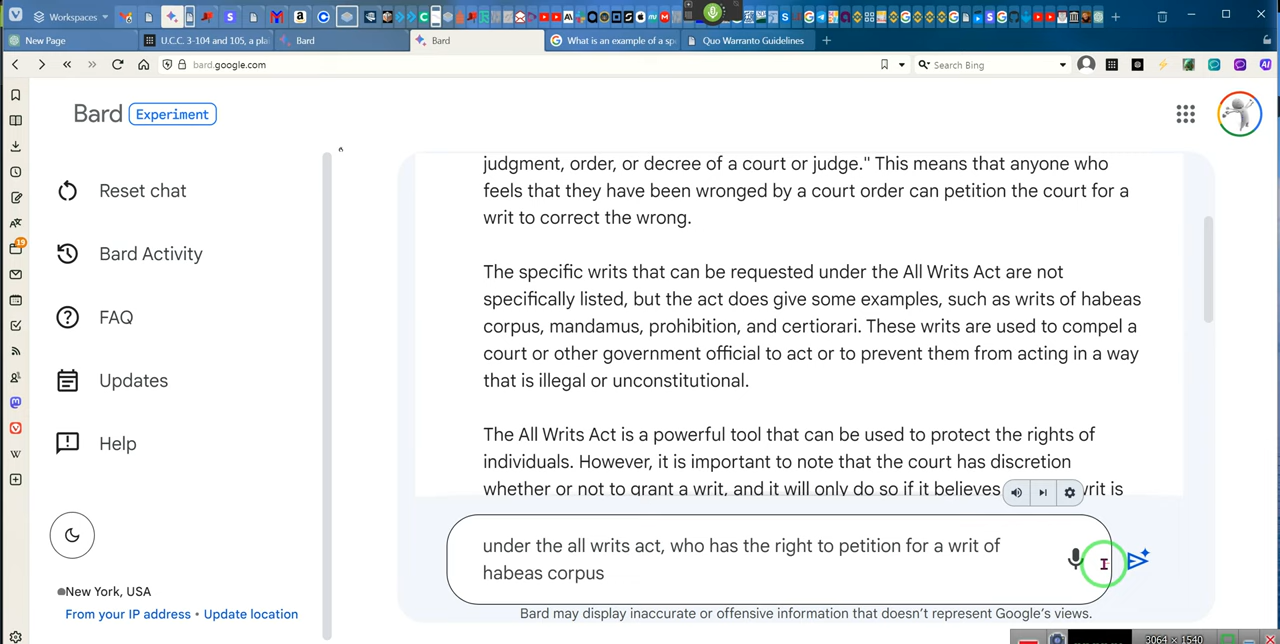 Workspaces
New Page
U.C.C. 3-104 and 105, a pla
Bard
Bard
What is an example of a sp
Quo Warranto Guidelines
bard.google.com
Search Bing
Bard Experiment
19
Reset chat
Bard Activity
FAQ
Updates
Help
New York, USA
From your IP address • Update location
judgment, order, or decree of a court or judge." This means that anyone who
feels that they have been wronged by a court order can petition the court for a
writ to correct the wrong.
The specific writs that can be requested under the All Writs Act are not
specifically listed, but the act does give some examples, such as writs of habeas
corpus, mandamus, prohibition, and certiorari. These writs are used to compel a
court or other government official to act or to prevent them from acting in a way
that is illegal or unconstitutional.
The All Writs Act is a powerful tool that can be used to protect the rights of
individuals. However, it is important to note that the court has discretion
whether or not to grant a writ, and it will only do so if it believes writ is
under the all writs act, who has the right to petition for a writ of
habeas corpus
Bard may display inaccurate or offensive information that doesn't represent Google's views.
3064 × 1540